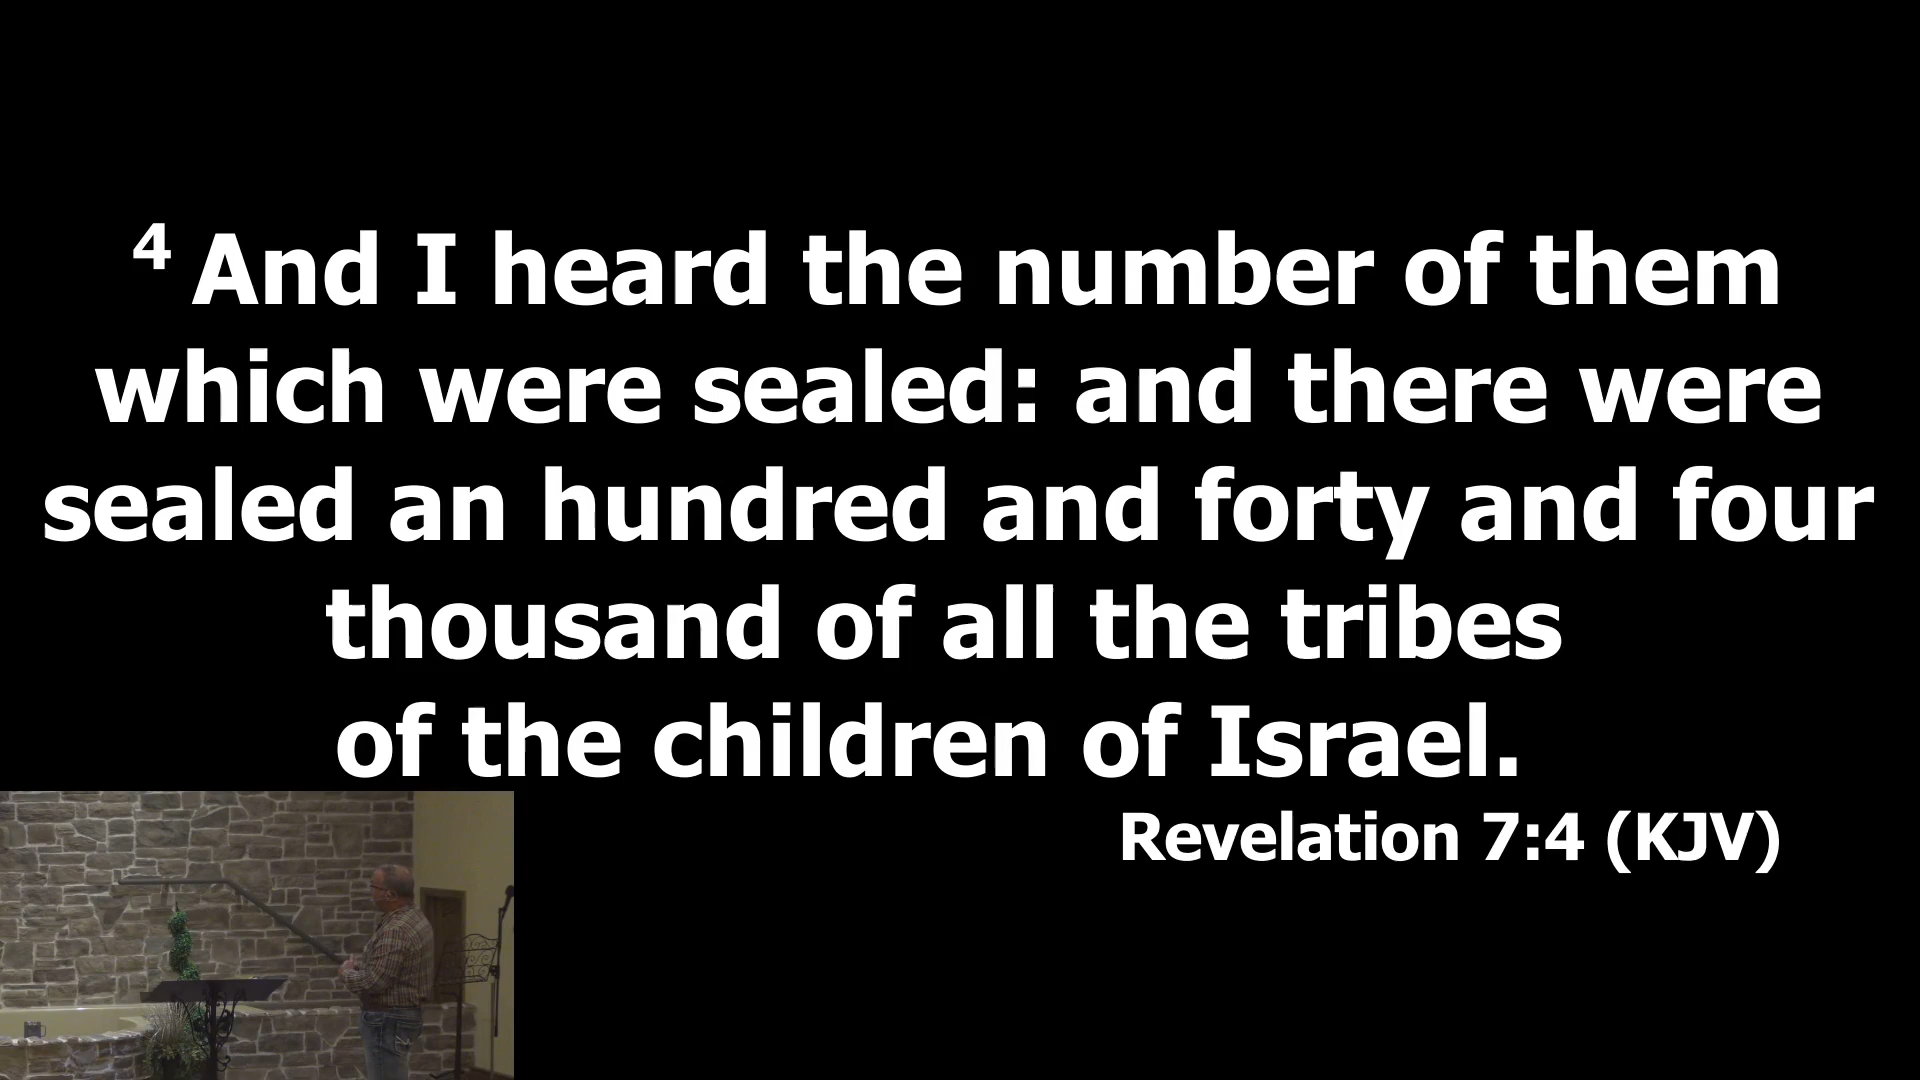 4 And I heard the number of them
which were sealed: and there were
sealed an hundred and forty and four
thousand of all the tribes
of the children of Israel.
Revelation 7:4 (KJV)